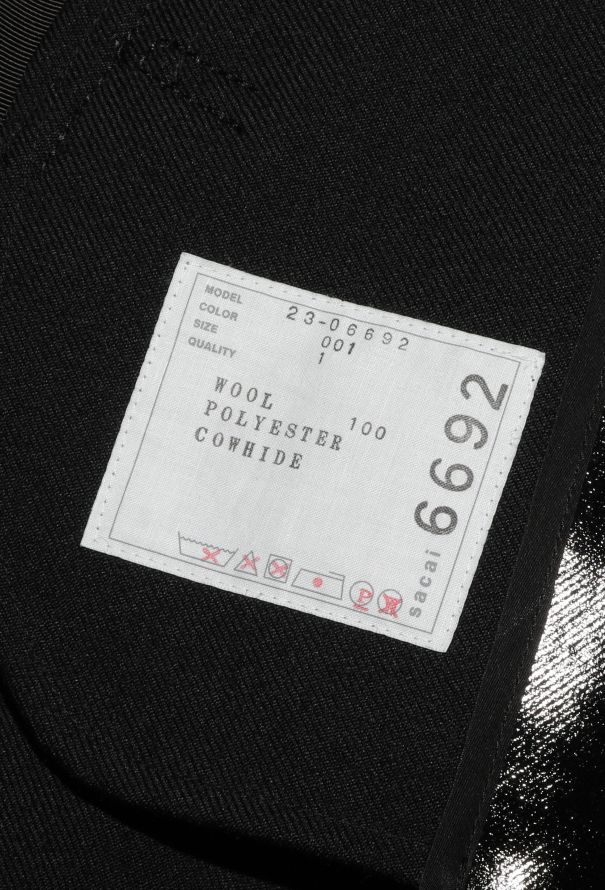 MODEL 23-06692
COLOR 001
SIZE 1
QUALITY
WOOL 100
POLYESTER
COWHIDE
sacai 6692
P
W